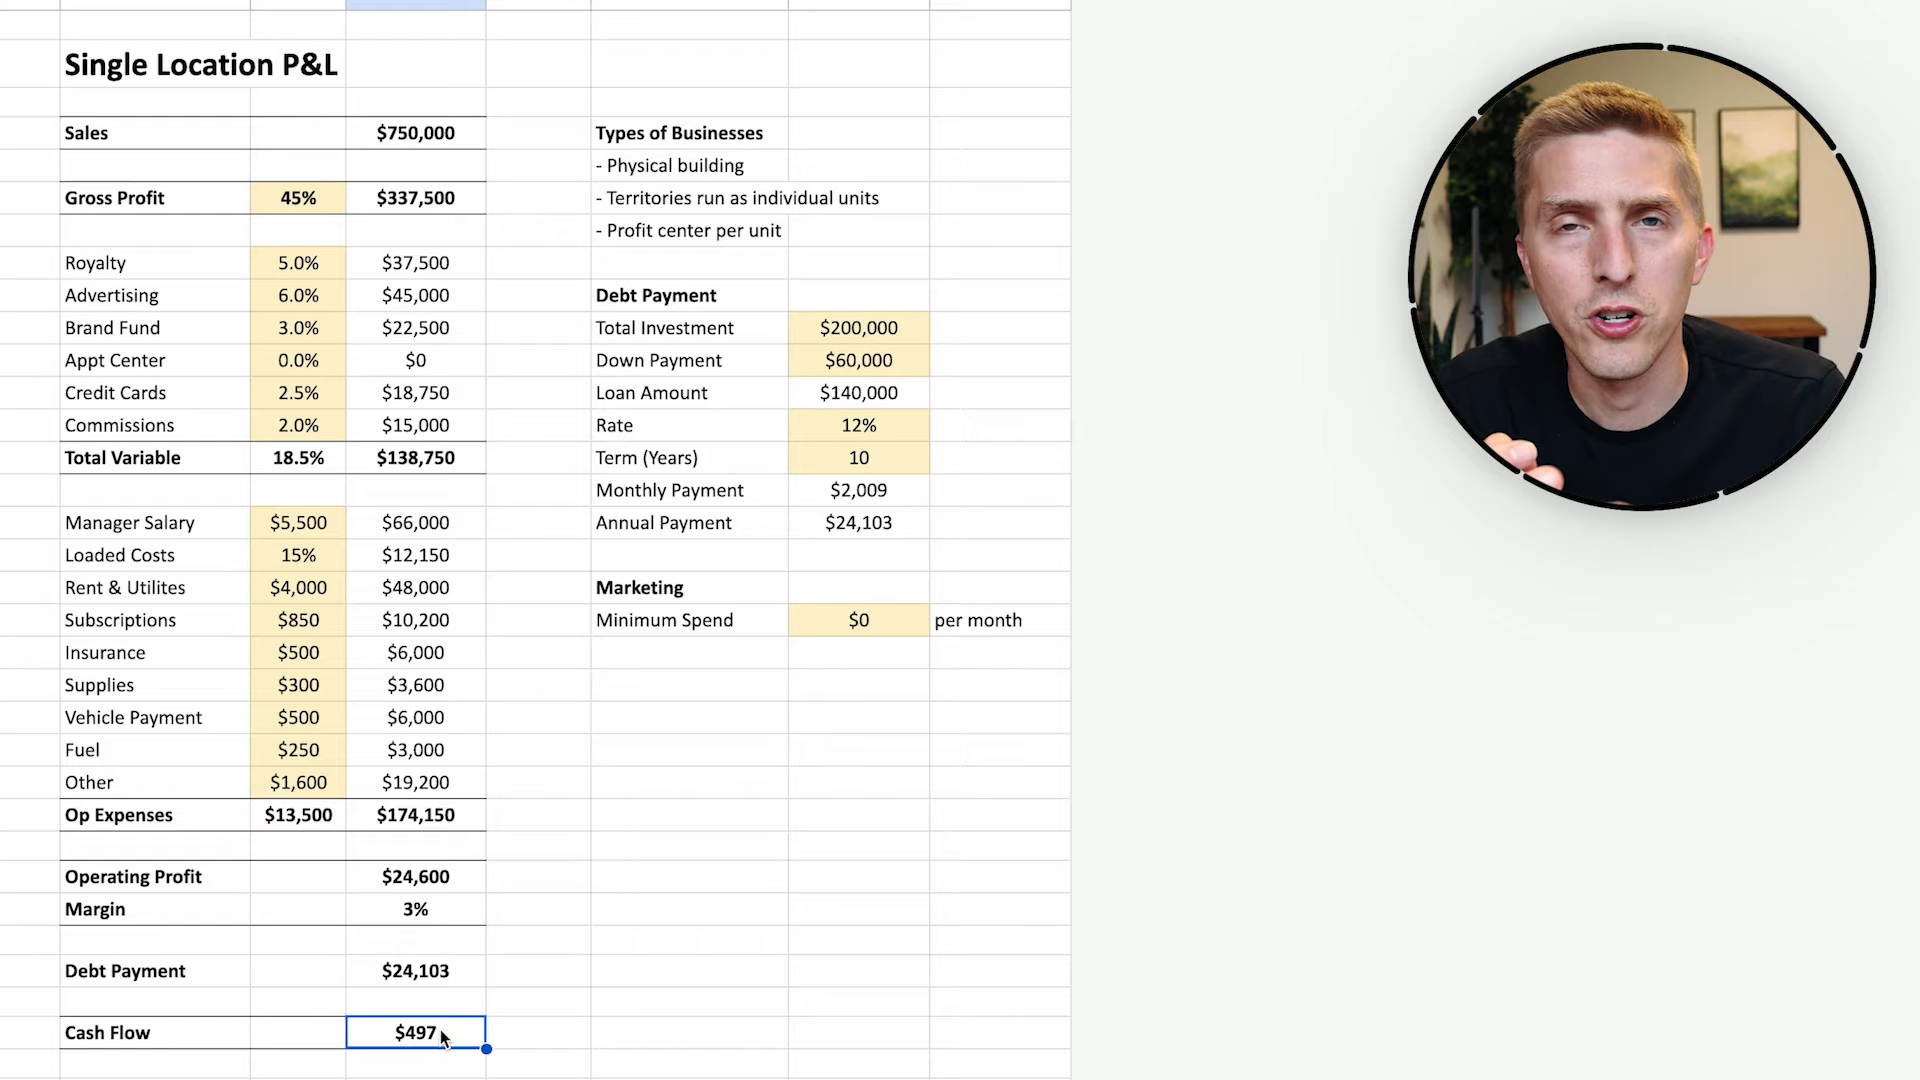 Single Location P&L
Sales $750,000
Gross Profit 45% $337,500
Royalty 5.0% $37,500
Advertising 6.0% $45,000
Brand Fund 3.0% $22,500
Appt Center 0.0% $0
Credit Cards 2.5% $18,750
Commissions 2.0% $15,000
Total Variable 18.5% $138,750
Manager Salary $5,500 $66,000
Loaded Costs 15% $12,150
Rent & Utilites $4,000 $48,000
Subscriptions $850 $10,200
Insurance $500 $6,000
Supplies $300 $3,600
Vehicle Payment $500 $6,000
Fuel $250 $3,000
Other $1,600 $19,200
Op Expenses $13,500 $174,150
Operating Profit $24,600
Margin 3%
Debt Payment $24,103
Cash Flow $497
Types of Businesses
- Physical building
- Territories run as individual units
- Profit center per unit
Debt Payment
Total Investment $200,000
Down Payment $60,000
Loan Amount $140,000
Rate 12%
Term (Years) 10
Monthly Payment $2,009
Annual Payment $24,103
Marketing
Minimum Spend $0 per month